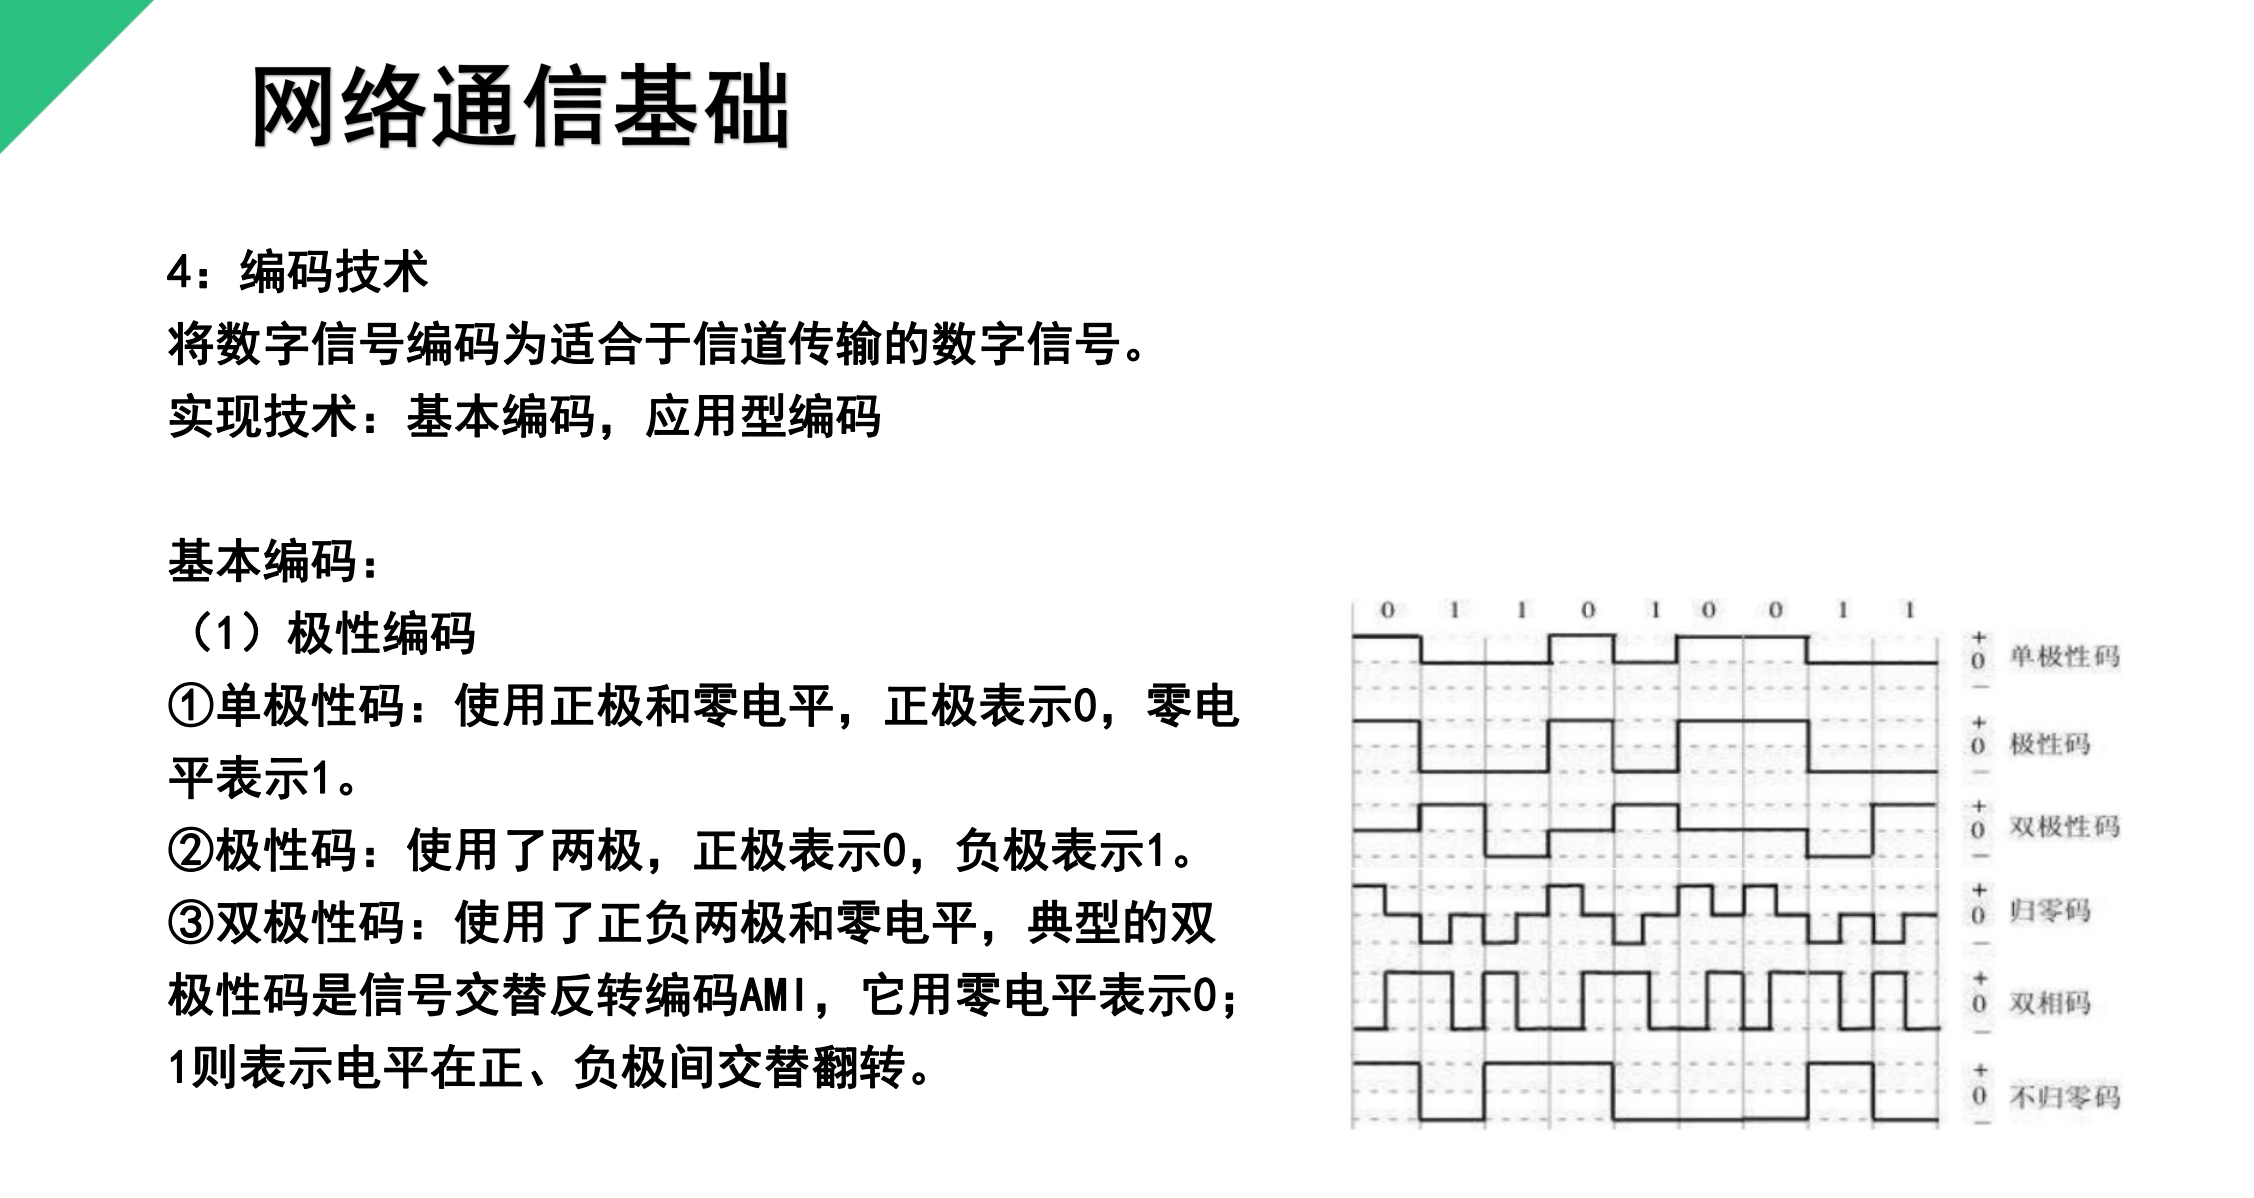 网络通信基础
4：编码技术
将数字信号编码为适合于信道传输的数字信号。
实现技术：基本编码，应用型编码
基本编码：
（1）极性编码
①单极性码：使用正极和零电平，正极表示0，零电
平表示1。
②极性码：使用了两极，正极表示0，负极表示1。
③双极性码：使用了正负两极和零电平，典型的双
极性码是信号交替反转编码AMI，它用零电平表示0；
1则表示电平在正、负极间交替翻转。
0 1 1 0 1 0 0 1 1
+
0 单极性码
−
+
0 极性码
−
+
0 双极性码
−
+
0 归零码
−
+
0 双相码
−
+
0 不归零码
−